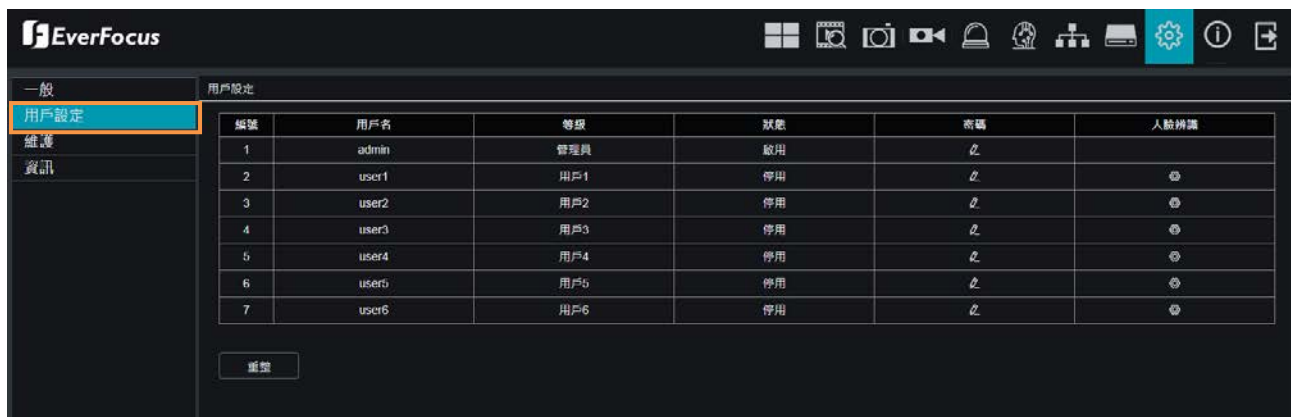 EverFocus
一般
用戶設定
維護
資訊
用戶設定
編號 用戶名 等級 狀態 密碼 人臉辨識
1 admin 管理員 啟用
2 user1 用戶1 停用
3 user2 用戶2 停用
4 user3 用戶3 停用
5 user4 用戶4 停用
6 user5 用戶5 停用
7 user6 用戶6 停用
重整